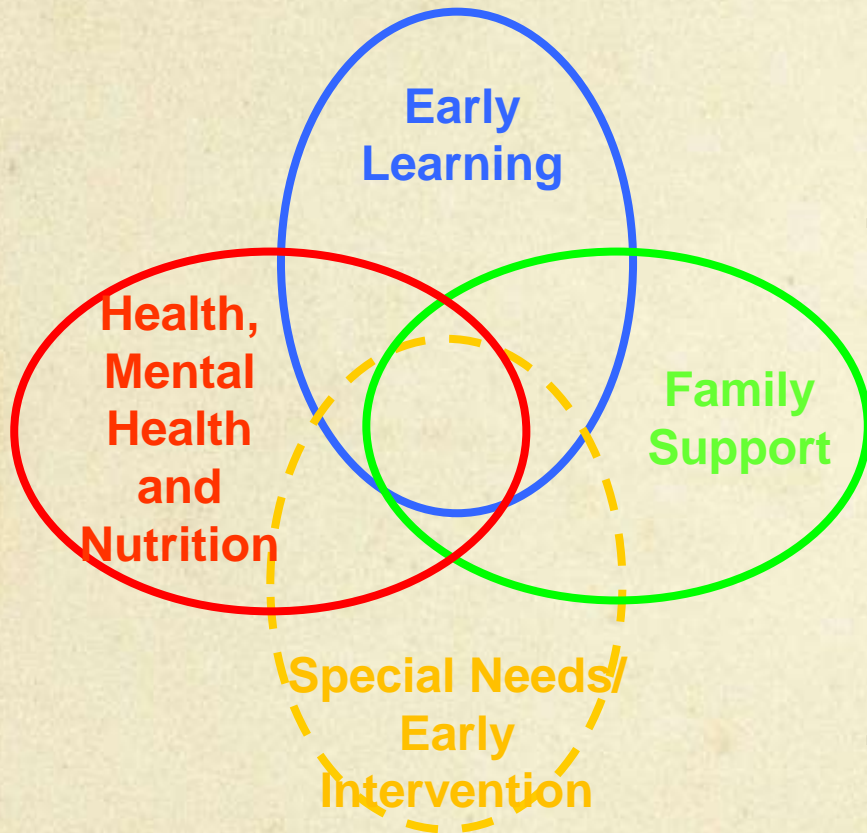 Early
Learning
Health,
Mental
Health
and
Nutrition
Family
Support
Special Needs/
Early
Intervention